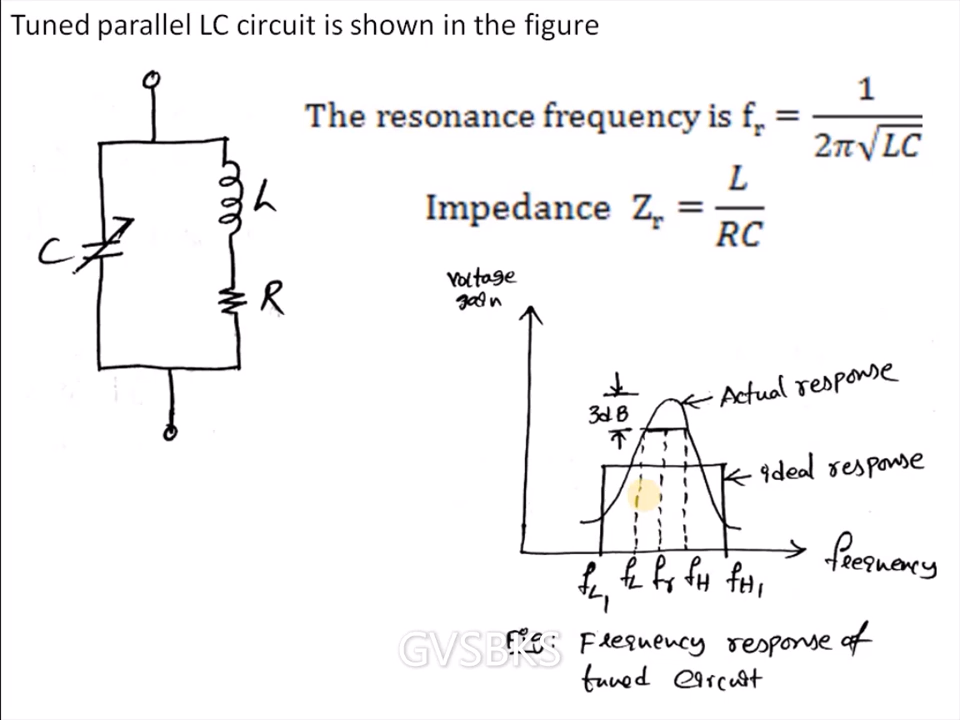 Tuned parallel LC circuit is shown in the figure
The resonance frequency is fᵣ = 1 / 2π√LC
Impedance Zᵣ = L / RC
C
L
R
Voltage
gain
3dB
Actual response
ideal response
fL1 fL fr fH fH1
frequency
Fig: Frequency response of
tuned circuit
GVSBKS